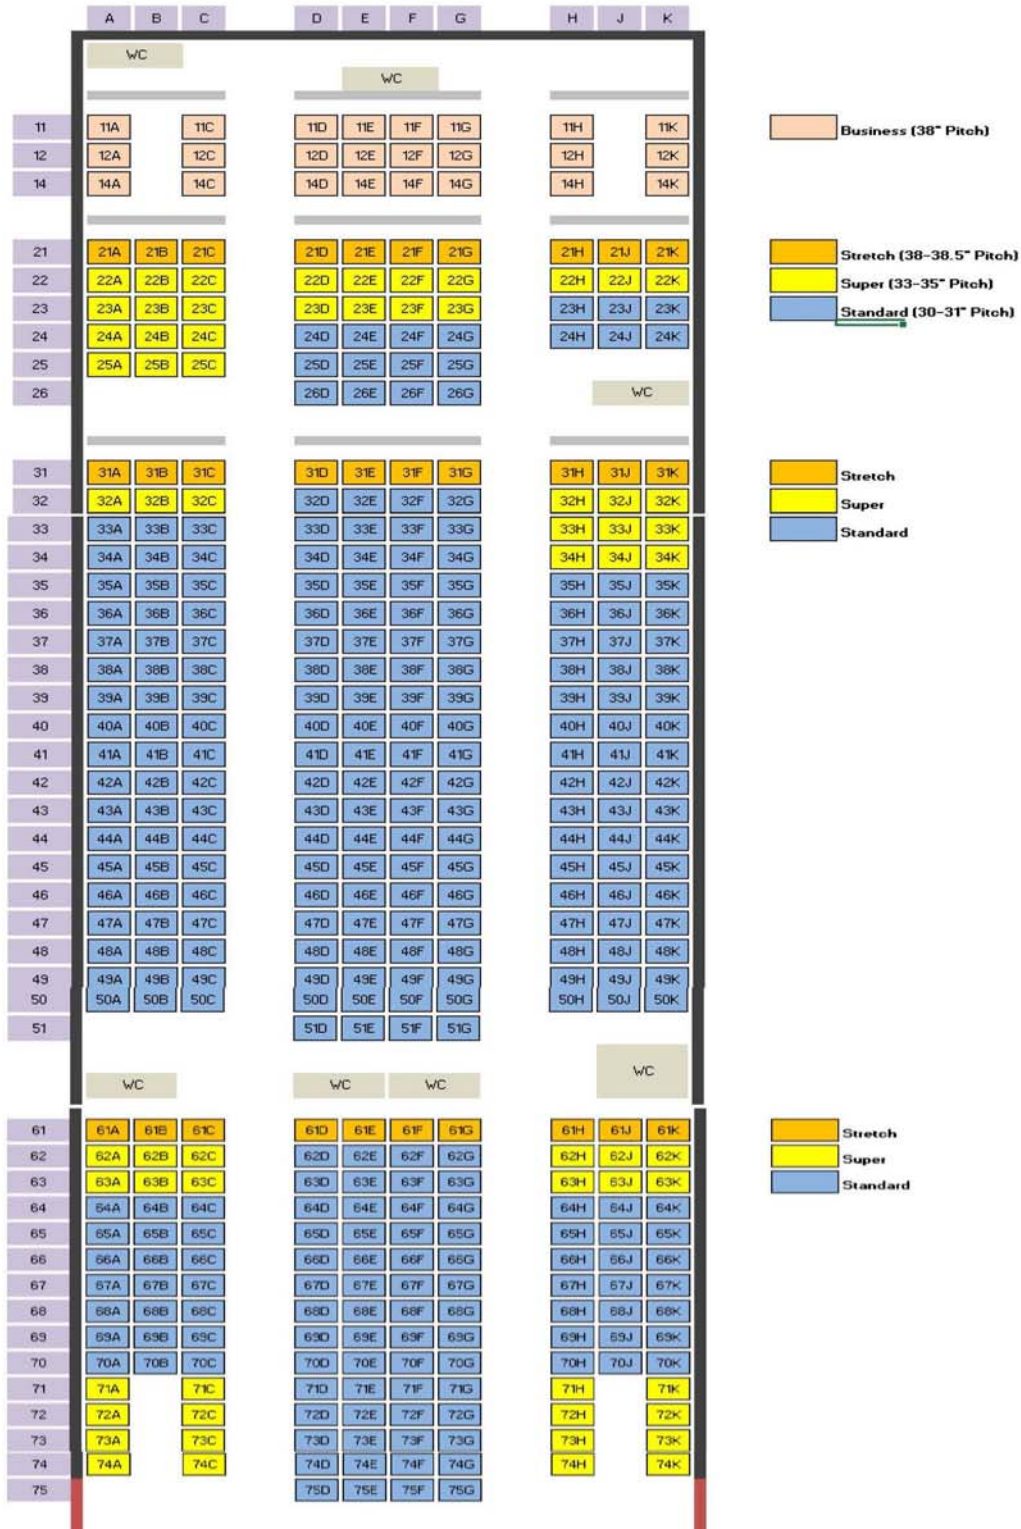 A B C D E F G H J K
WC
WC
11 11A 11C 11D 11E 11F 11G 11H 11K Business (38" Pitch)
12 12A 12C 12D 12E 12F 12G 12H 12K
14 14A 14C 14D 14E 14F 14G 14H 14K
21 21A 21B 21C 21D 21E 21F 21G 21H 21J 21K Stretch (38-38.5" Pitch)
22 22A 22B 22C 22D 22E 22F 22G 22H 22J 22K Super (33-35" Pitch)
23 23A 23B 23C 23D 23E 23F 23G 23H 23J 23K Standard (30-31" Pitch)
24 24A 24B 24C 24D 24E 24F 24G 24H 24J 24K
25 25A 25B 25C 25D 25E 25F 25G
26 26D 26E 26F 26G WC
31 31A 31B 31C 31D 31E 31F 31G 31H 31J 31K Stretch
32 32A 32B 32C 32D 32E 32F 32G 32H 32J 32K Super
33 33A 33B 33C 33D 33E 33F 33G 33H 33J 33K Standard
34 34A 34B 34C 34D 34E 34F 34G 34H 34J 34K
35 35A 35B 35C 35D 35E 35F 35G 35H 35J 35K
36 36A 36B 36C 36D 36E 36F 36G 36H 36J 36K
37 37A 37B 37C 37D 37E 37F 37G 37H 37J 37K
38 38A 38B 38C 38D 38E 38F 38G 38H 38J 38K
39 39A 39B 39C 39D 39E 39F 39G 39H 39J 39K
40 40A 40B 40C 40D 40E 40F 40G 40H 40J 40K
41 41A 41B 41C 41D 41E 41F 41G 41H 41J 41K
42 42A 42B 42C 42D 42E 42F 42G 42H 42J 42K
43 43A 43B 43C 43D 43E 43F 43G 43H 43J 43K
44 44A 44B 44C 44D 44E 44F 44G 44H 44J 44K
45 45A 45B 45C 45D 45E 45F 45G 45H 45J 45K
46 46A 46B 46C 46D 46E 46F 46G 46H 46J 46K
47 47A 47B 47C 47D 47E 47F 47G 47H 47J 47K
48 48A 48B 48C 48D 48E 48F 48G 48H 48J 48K
49 49A 49B 49C 49D 49E 49F 49G 49H 49J 49K
50 50A 50B 50C 50D 50E 50F 50G 50H 50J 50K
51 51D 51E 51F 51G
WC WC WC WC
61 61A 61B 61C 61D 61E 61F 61G 61H 61J 61K Stretch
62 62A 62B 62C 62D 62E 62F 62G 62H 62J 62K Super
63 63A 63B 63C 63D 63E 63F 63G 63H 63J 63K Standard
64 64A 64B 64C 64D 64E 64F 64G 64H 64J 64K
65 65A 65B 65C 65D 65E 65F 65G 65H 65J 65K
66 66A 66B 66C 66D 66E 66F 66G 66H 66J 66K
67 67A 67B 67C 67D 67E 67F 67G 67H 67J 67K
68 68A 68B 68C 68D 68E 68F 68G 68H 68J 68K
69 69A 69B 69C 69D 69E 69F 69G 69H 69J 69K
70 70A 70B 70C 70D 70E 70F 70G 70H 70J 70K
71 71A 71C 71D 71E 71F 71G 71H 71K
72 72A 72C 72D 72E 72F 72G 72H 72K
73 73A 73C 73D 73E 73F 73G 73H 73K
74 74A 74C 74D 74E 74F 74G 74H 74K
75 75D 75E 75F 75G